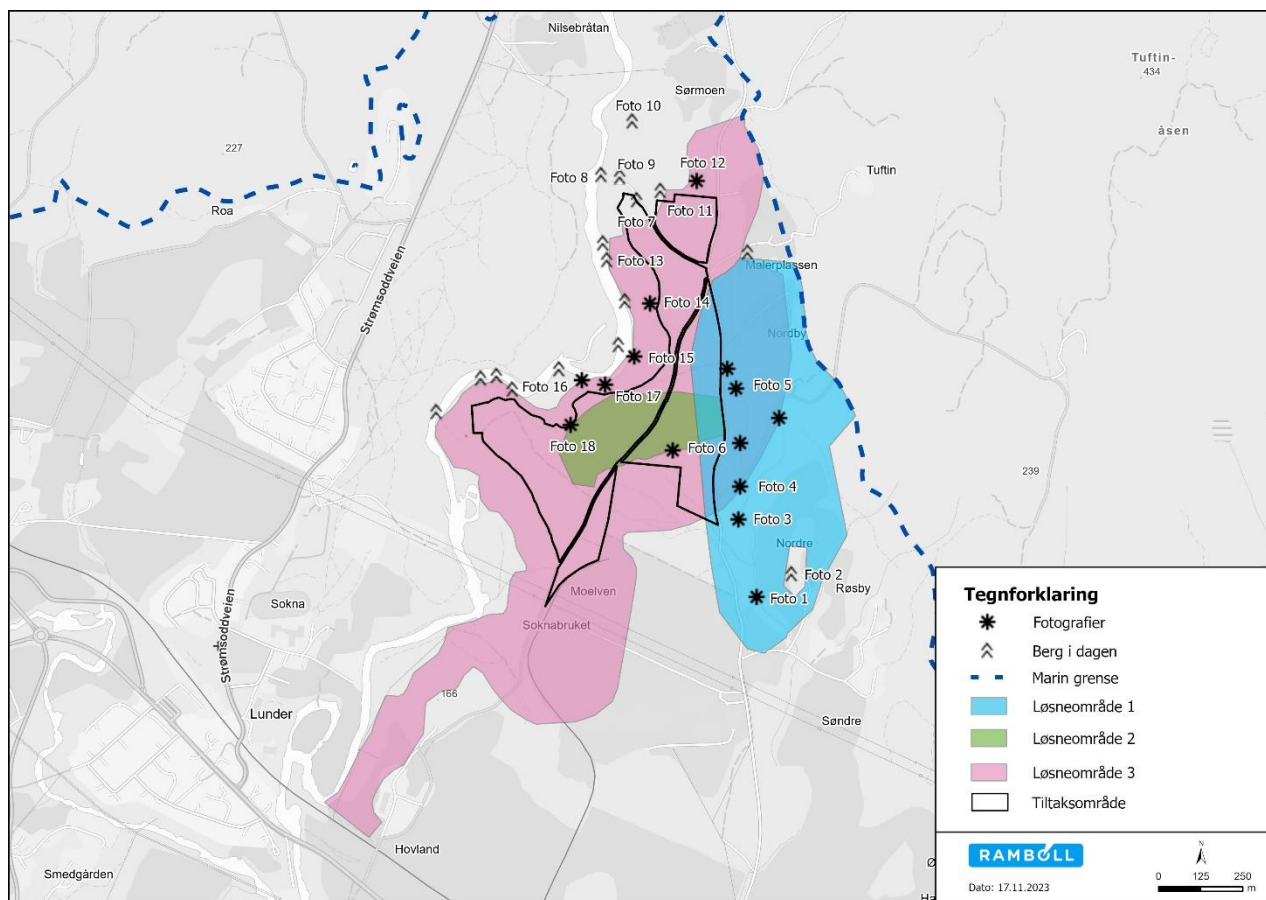 Nilsebråtan
Tuftin-
434
åsen
Sørmoen
Foto 10
227
Foto 9
Foto 8
Foto 12
Tuftin
Roa
Foto 11
Foto 7
Foto 13
Malerplassen
Strømsoddveien
Foto 14
Nordby
Foto 15
Foto 16
Foto 17
Foto 5
Foto 18
Foto 6
239
Foto 4
Foto 3
Nordre
Foto 2
Røsby
Foto 1
Moelven
Sokna
Soknabruket
Strømsoddveien
166
Lunder
Søndre
Hovland
Smedgården
Ø
Ha
Tegnforklaring
Fotografier
Berg i dagen
Marin grense
Løsneområde 1
Løsneområde 2
Løsneområde 3
Tiltaksområde
RAMBOLL
N
Dato: 17.11.2023
0 125 250
m